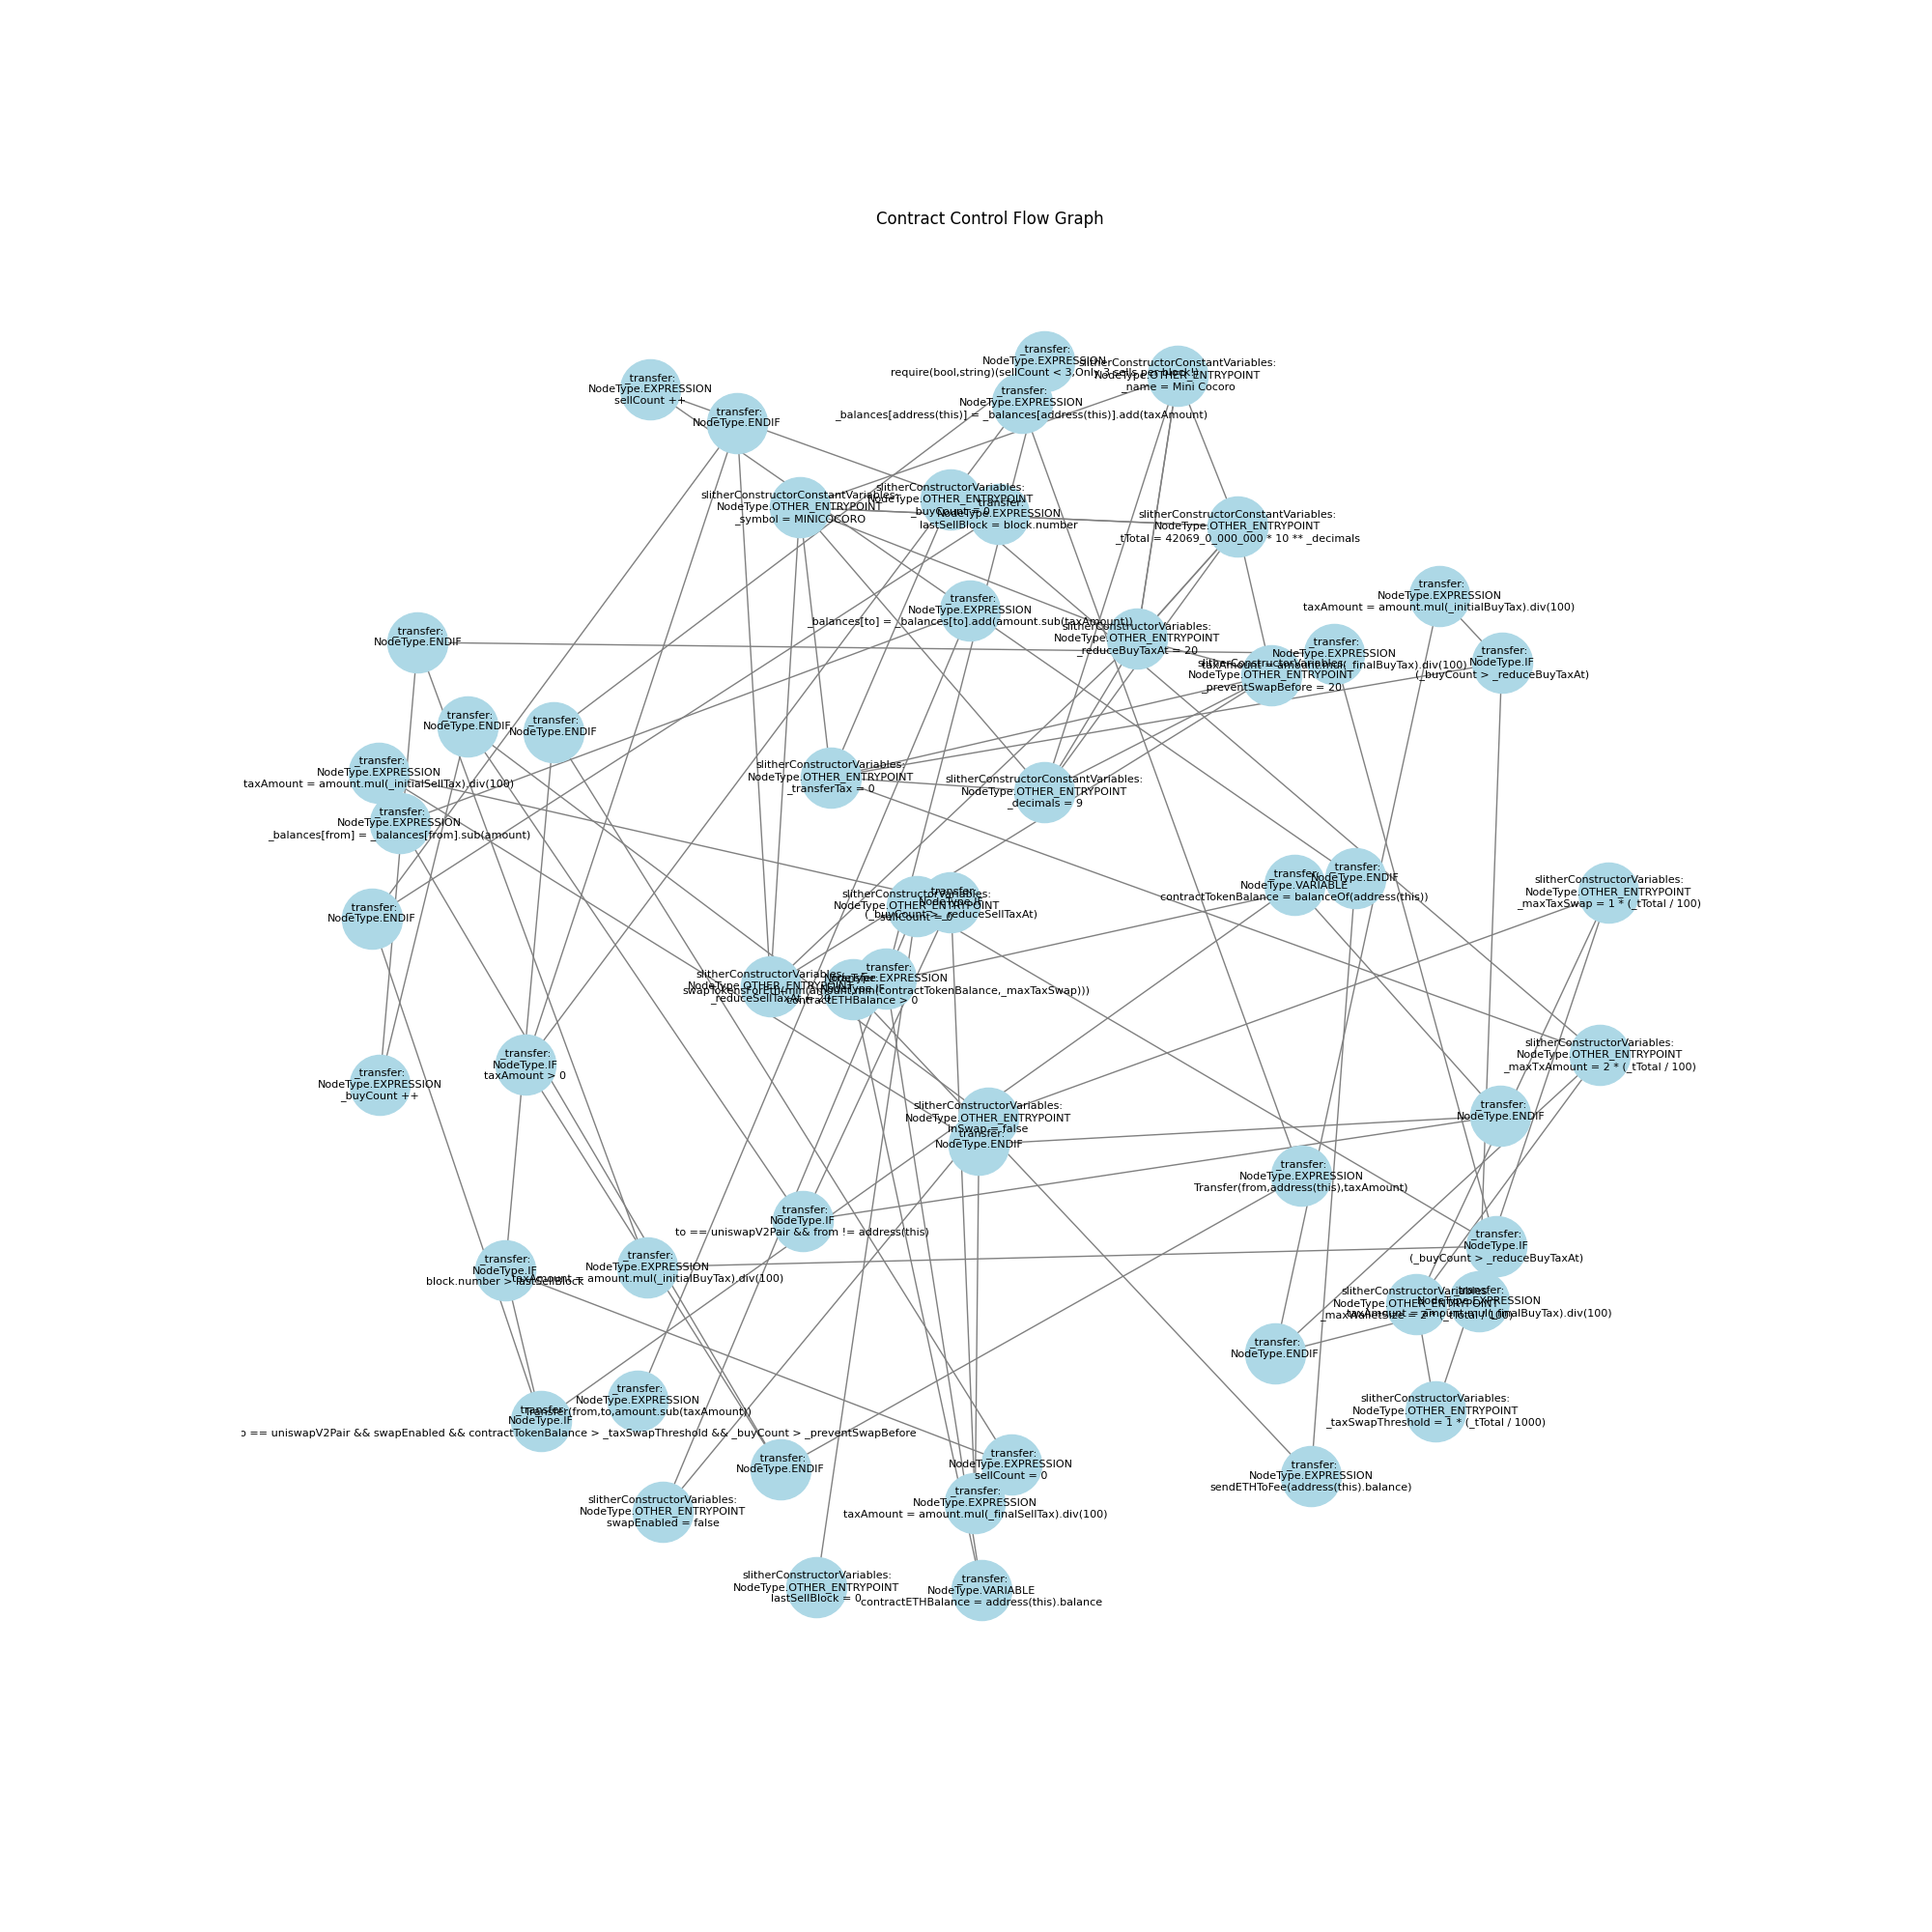 Contract Control Flow Graph
_transfer:
NodeType.EXPRESSION
require(bool,string)(sellCount < 3,Only 3 sells per block!)
slitherConstructorConstantVariables:
NodeType.OTHER_ENTRYPOINT
_name = Mini Cocoro
_transfer:
NodeType.EXPRESSION
sellCount ++
_transfer:
NodeType.EXPRESSION
_balances[address(this)] = _balances[address(this)].add(taxAmount)
_transfer:
NodeType.ENDIF
slitherConstructorVariables:
NodeType.OTHER_ENTRYPOINT
_buyCount = 0
slitherConstructorConstantVariables:
NodeType.OTHER_ENTRYPOINT
_symbol = MINICOCORO
_transfer:
NodeType.EXPRESSION
lastSellBlock = block.number
slitherConstructorConstantVariables:
NodeType.OTHER_ENTRYPOINT
_tTotal = 42069_0_000_000 * 10 ** _decimals
_transfer:
NodeType.EXPRESSION
taxAmount = amount.mul(_initialBuyTax).div(100)
_transfer:
NodeType.EXPRESSION
_balances[to] = _balances[to].add(amount.sub(taxAmount))
slitherConstructorVariables:
NodeType.OTHER_ENTRYPOINT
_reduceBuyTaxAt = 20
_transfer:
NodeType.ENDIF
_transfer:
NodeType.EXPRESSION
taxAmount = amount.mul(_finalBuyTax).div(100)
_transfer:
NodeType.IF
(_buyCount > _reduceBuyTaxAt)
slitherConstructorVariables:
NodeType.OTHER_ENTRYPOINT
_preventSwapBefore = 20
_transfer:
NodeType.ENDIF
_transfer:
NodeType.ENDIF
_transfer:
NodeType.EXPRESSION
taxAmount = amount.mul(_initialSellTax).div(100)
slitherConstructorVariables:
NodeType.OTHER_ENTRYPOINT
_transferTax = 0
slitherConstructorConstantVariables:
NodeType.OTHER_ENTRYPOINT
_decimals = 9
_transfer:
NodeType.EXPRESSION
_balances[from] = _balances[from].sub(amount)
_transfer:
NodeType.VARIABLE
contractTokenBalance = balanceOf(address(this))
_transfer:
NodeType.ENDIF
slitherConstructorVariables:
NodeType.OTHER_ENTRYPOINT
_maxTaxSwap = 1 * (_tTotal / 100)
_transfer:
NodeType.IF
(_buyCount > _reduceSellTaxAt)
slitherConstructorVariables:
NodeType.OTHER_ENTRYPOINT
sellCount = 0
_transfer:
NodeType.ENDIF
_transfer:
NodeType.EXPRESSION
swapTokensForEth(min(amount,min(contractTokenBalance,_maxTaxSwap)))
slitherConstructorVariables:
NodeType.OTHER_ENTRYPOINT
_reduceSellTaxAt = 20
_transfer:
NodeType.IF
contractETHBalance > 0
slitherConstructorVariables:
NodeType.OTHER_ENTRYPOINT
_maxTxAmount = 2 * (_tTotal / 100)
_transfer:
NodeType.IF
taxAmount > 0
_transfer:
NodeType.EXPRESSION
_buyCount ++
slitherConstructorVariables:
NodeType.OTHER_ENTRYPOINT
inSwap = false
_transfer:
NodeType.ENDIF
_transfer:
NodeType.ENDIF
_transfer:
NodeType.EXPRESSION
Transfer(from,address(this),taxAmount)
_transfer:
NodeType.IF
to == uniswapV2Pair && from != address(this)
_transfer:
NodeType.IF
(_buyCount > _reduceBuyTaxAt)
_transfer:
NodeType.IF
block.number > lastSellBlock
_transfer:
NodeType.EXPRESSION
taxAmount = amount.mul(_initialBuyTax).div(100)
slitherConstructorVariables:
NodeType.OTHER_ENTRYPOINT
_maxWalletSize = 2 * (_tTotal / 100)
_transfer:
NodeType.EXPRESSION
taxAmount = amount.mul(_finalBuyTax).div(100)
_transfer:
NodeType.ENDIF
_transfer:
NodeType.EXPRESSION
Transfer(from,to,amount.sub(taxAmount))
slitherConstructorVariables:
NodeType.OTHER_ENTRYPOINT
_taxSwapThreshold = 1 * (_tTotal / 1000)
_transfer:
NodeType.IF
== uniswapV2Pair && swapEnabled && contractTokenBalance > _taxSwapThreshold && _buyCount > _preventSwapBefore
_transfer:
NodeType.ENDIF
_transfer:
NodeType.EXPRESSION
sellCount = 0
_transfer:
NodeType.EXPRESSION
sendETHToFee(address(this).balance)
_transfer:
NodeType.EXPRESSION
taxAmount = amount.mul(_finalSellTax).div(100)
slitherConstructorVariables:
NodeType.OTHER_ENTRYPOINT
swapEnabled = false
slitherConstructorVariables:
NodeType.OTHER_ENTRYPOINT
lastSellBlock = 0
_transfer:
NodeType.VARIABLE
contractETHBalance = address(this).balance